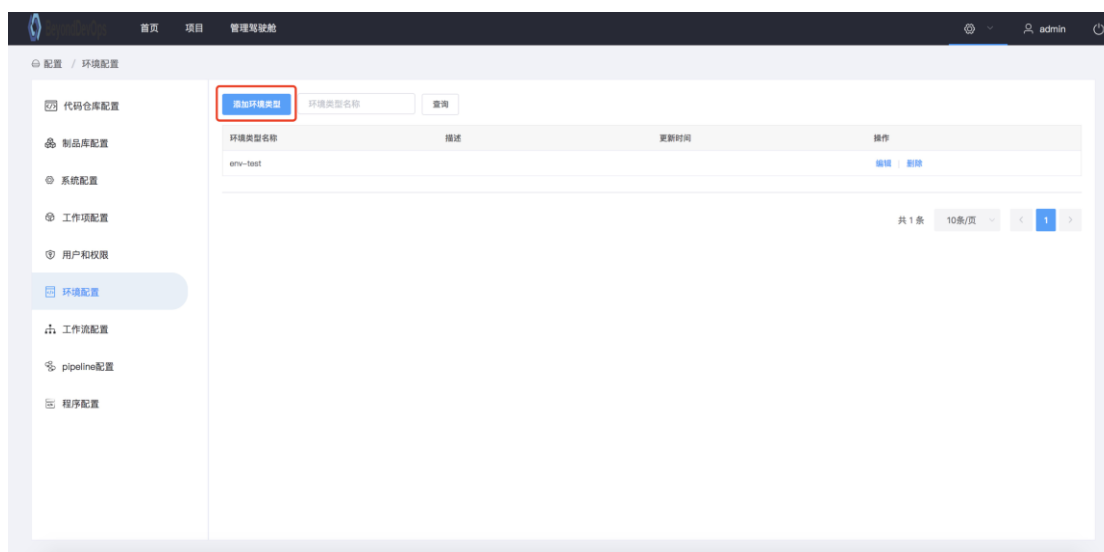 BeyondDevOps 首页 项目 管理驾驶舱 admin
配置 / 环境配置
代码仓库配置
制品库配置
系统配置
工作项配置
用户和权限
环境配置
工作流配置
pipeline配置
程序配置
添加环境类型 环境类型名称 查询
环境类型名称 描述 更新时间 操作
env-test 编辑 删除
共 1 条 10条/页 < 1 >